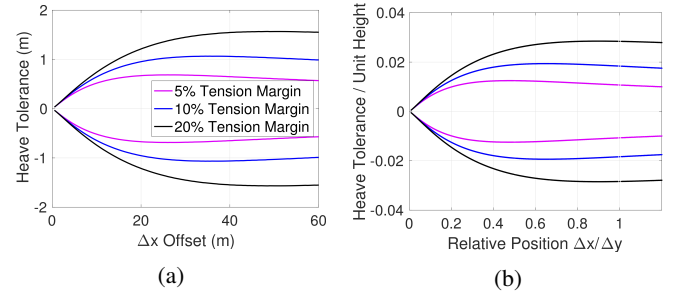 Heave Tolerance (m)
2
1
0
-1
-2
0
20
40
60
Δx Offset (m)
5% Tension Margin
10% Tension Margin
20% Tension Margin
(a)
Heave Tolerance / Unit Height
0.04
0.02
0
-0.02
-0.04
0
0.2
0.4
0.6
0.8
1
Relative Position Δx/Δy
(b)